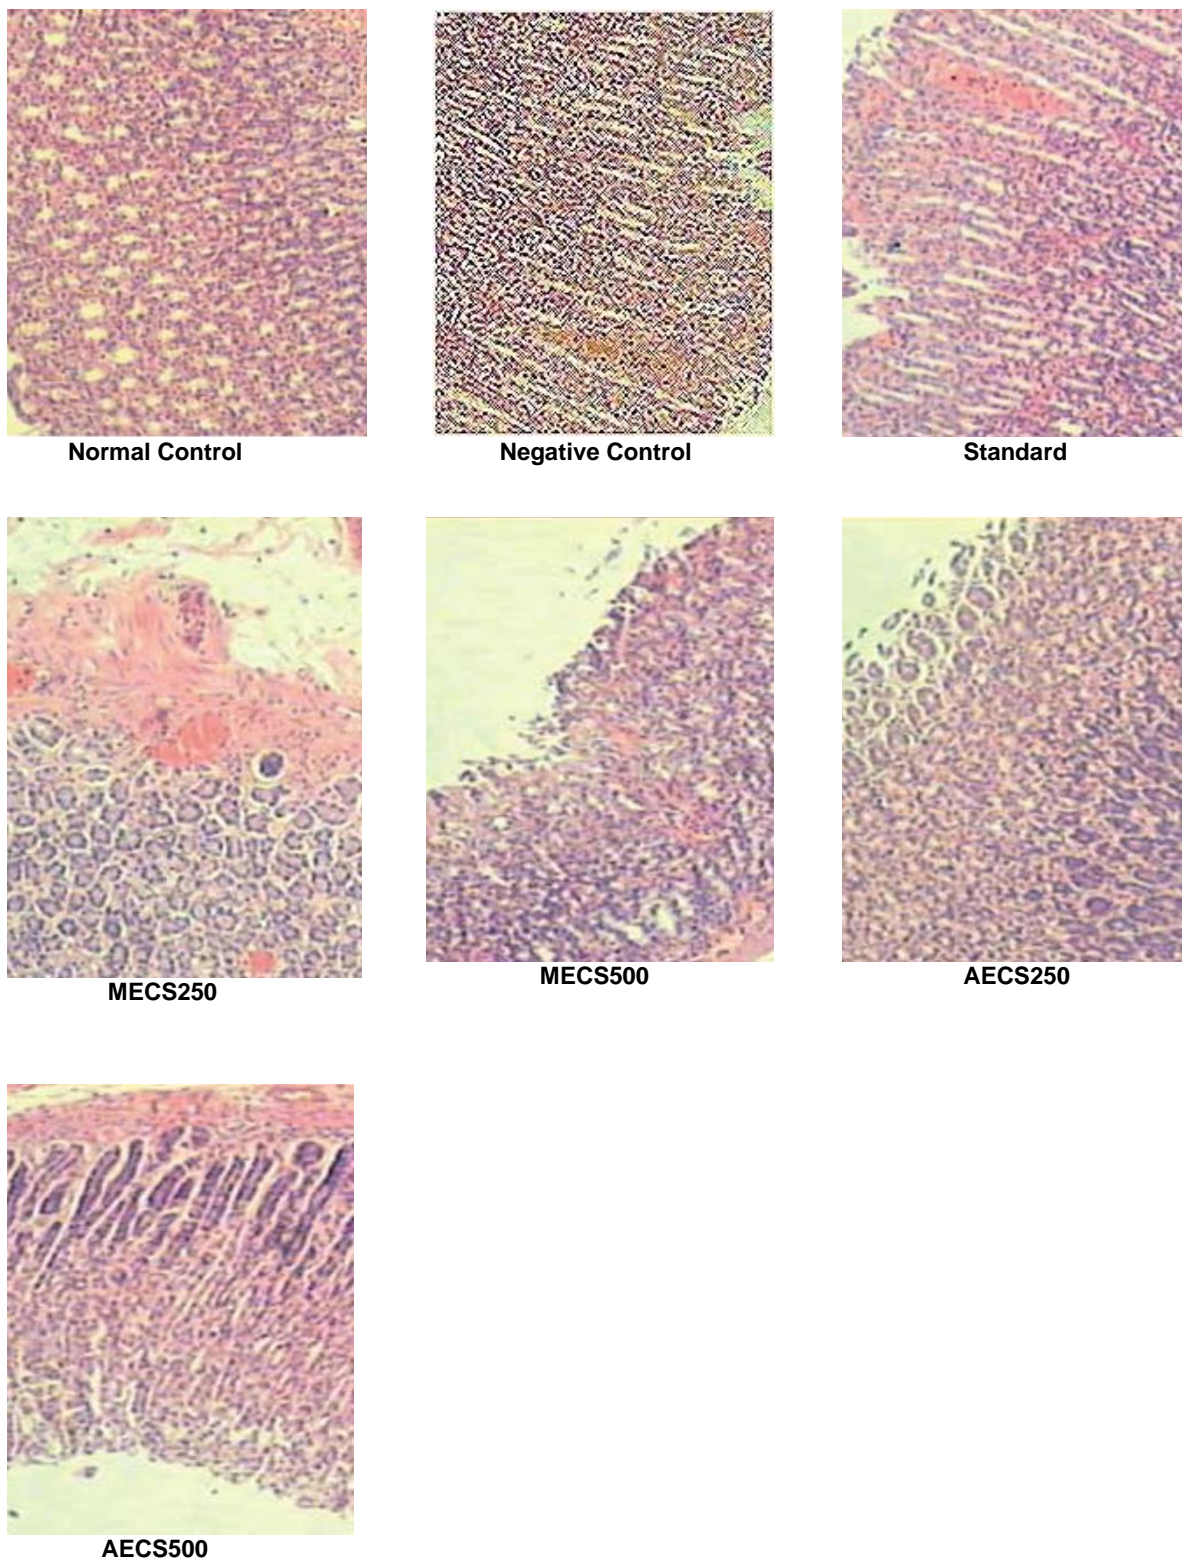 Normal Control
Negative Control
Standard
MECS250
MECS500
AECS250
AECS500